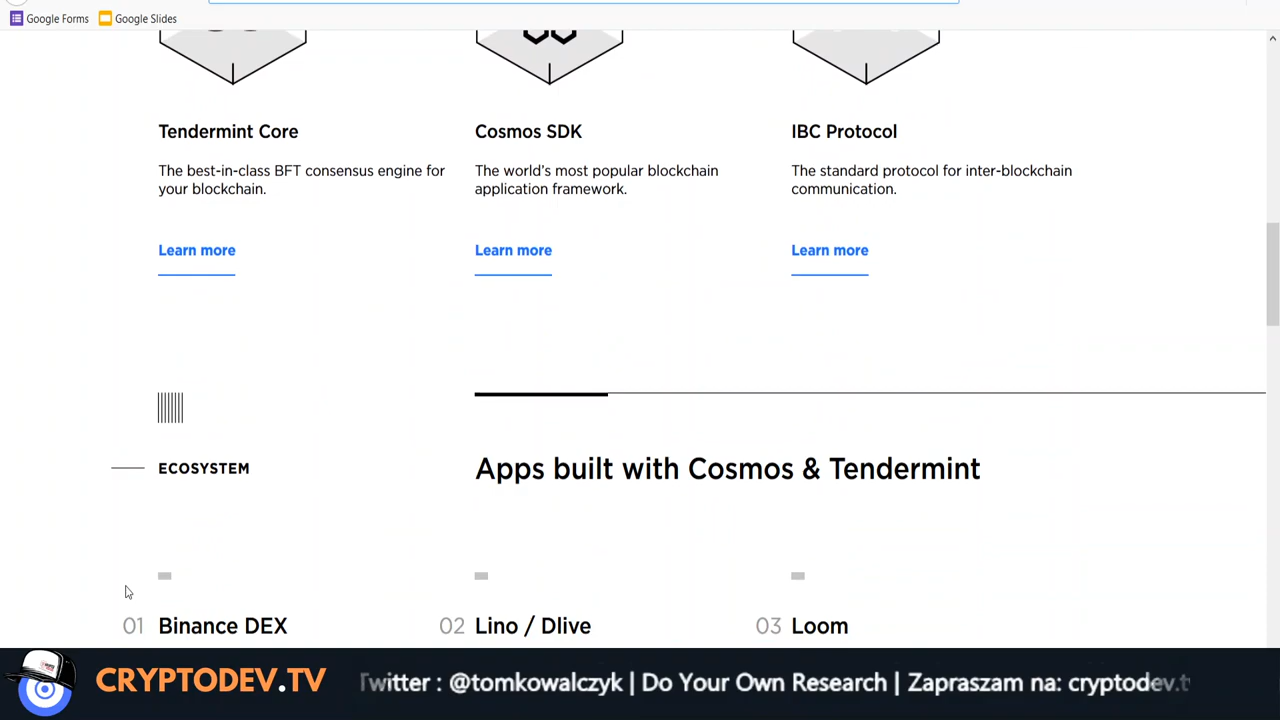 Google Forms
Google Slides
Tendermint Core
Cosmos SDK
IBC Protocol
The best-in-class BFT consensus engine for
your blockchain.
The world's most popular blockchain
application framework.
The standard protocol for inter-blockchain
communication.
Learn more
Learn more
Learn more
ECOSYSTEM
Apps built with Cosmos & Tendermint
01 Binance DEX
02 Lino / Dlive
03 Loom
CRYPTODEV.TV
Twitter : @tomkowalczyk | Do Your Own Research | Zapraszam na: cryptodev.t